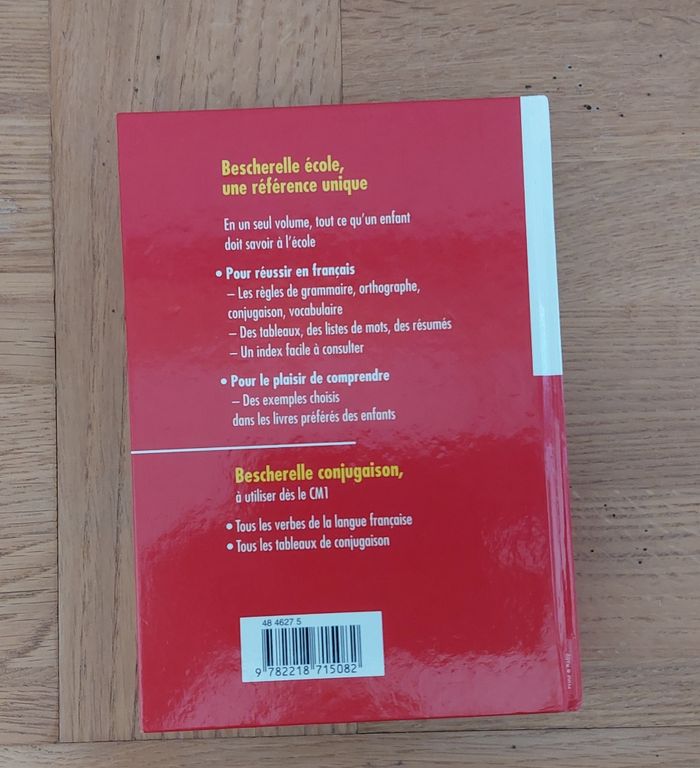 Bescherelle école,
une référence unique
En un seul volume, tout ce qu'un enfant
doit savoir à l'école
• Pour réussir en français
– Les règles de grammaire, orthographe,
conjugaison, vocabulaire
– Des tableaux, des listes de mots, des résumés
– Un index facile à consulter
• Pour le plaisir de comprendre
– Des exemples choisis
dans les livres préférés des enfants
Bescherelle conjugaison,
à utiliser dès le CM1
• Tous les verbes de la langue française
• Tous les tableaux de conjugaison
48 4627 5
9 782218 715082